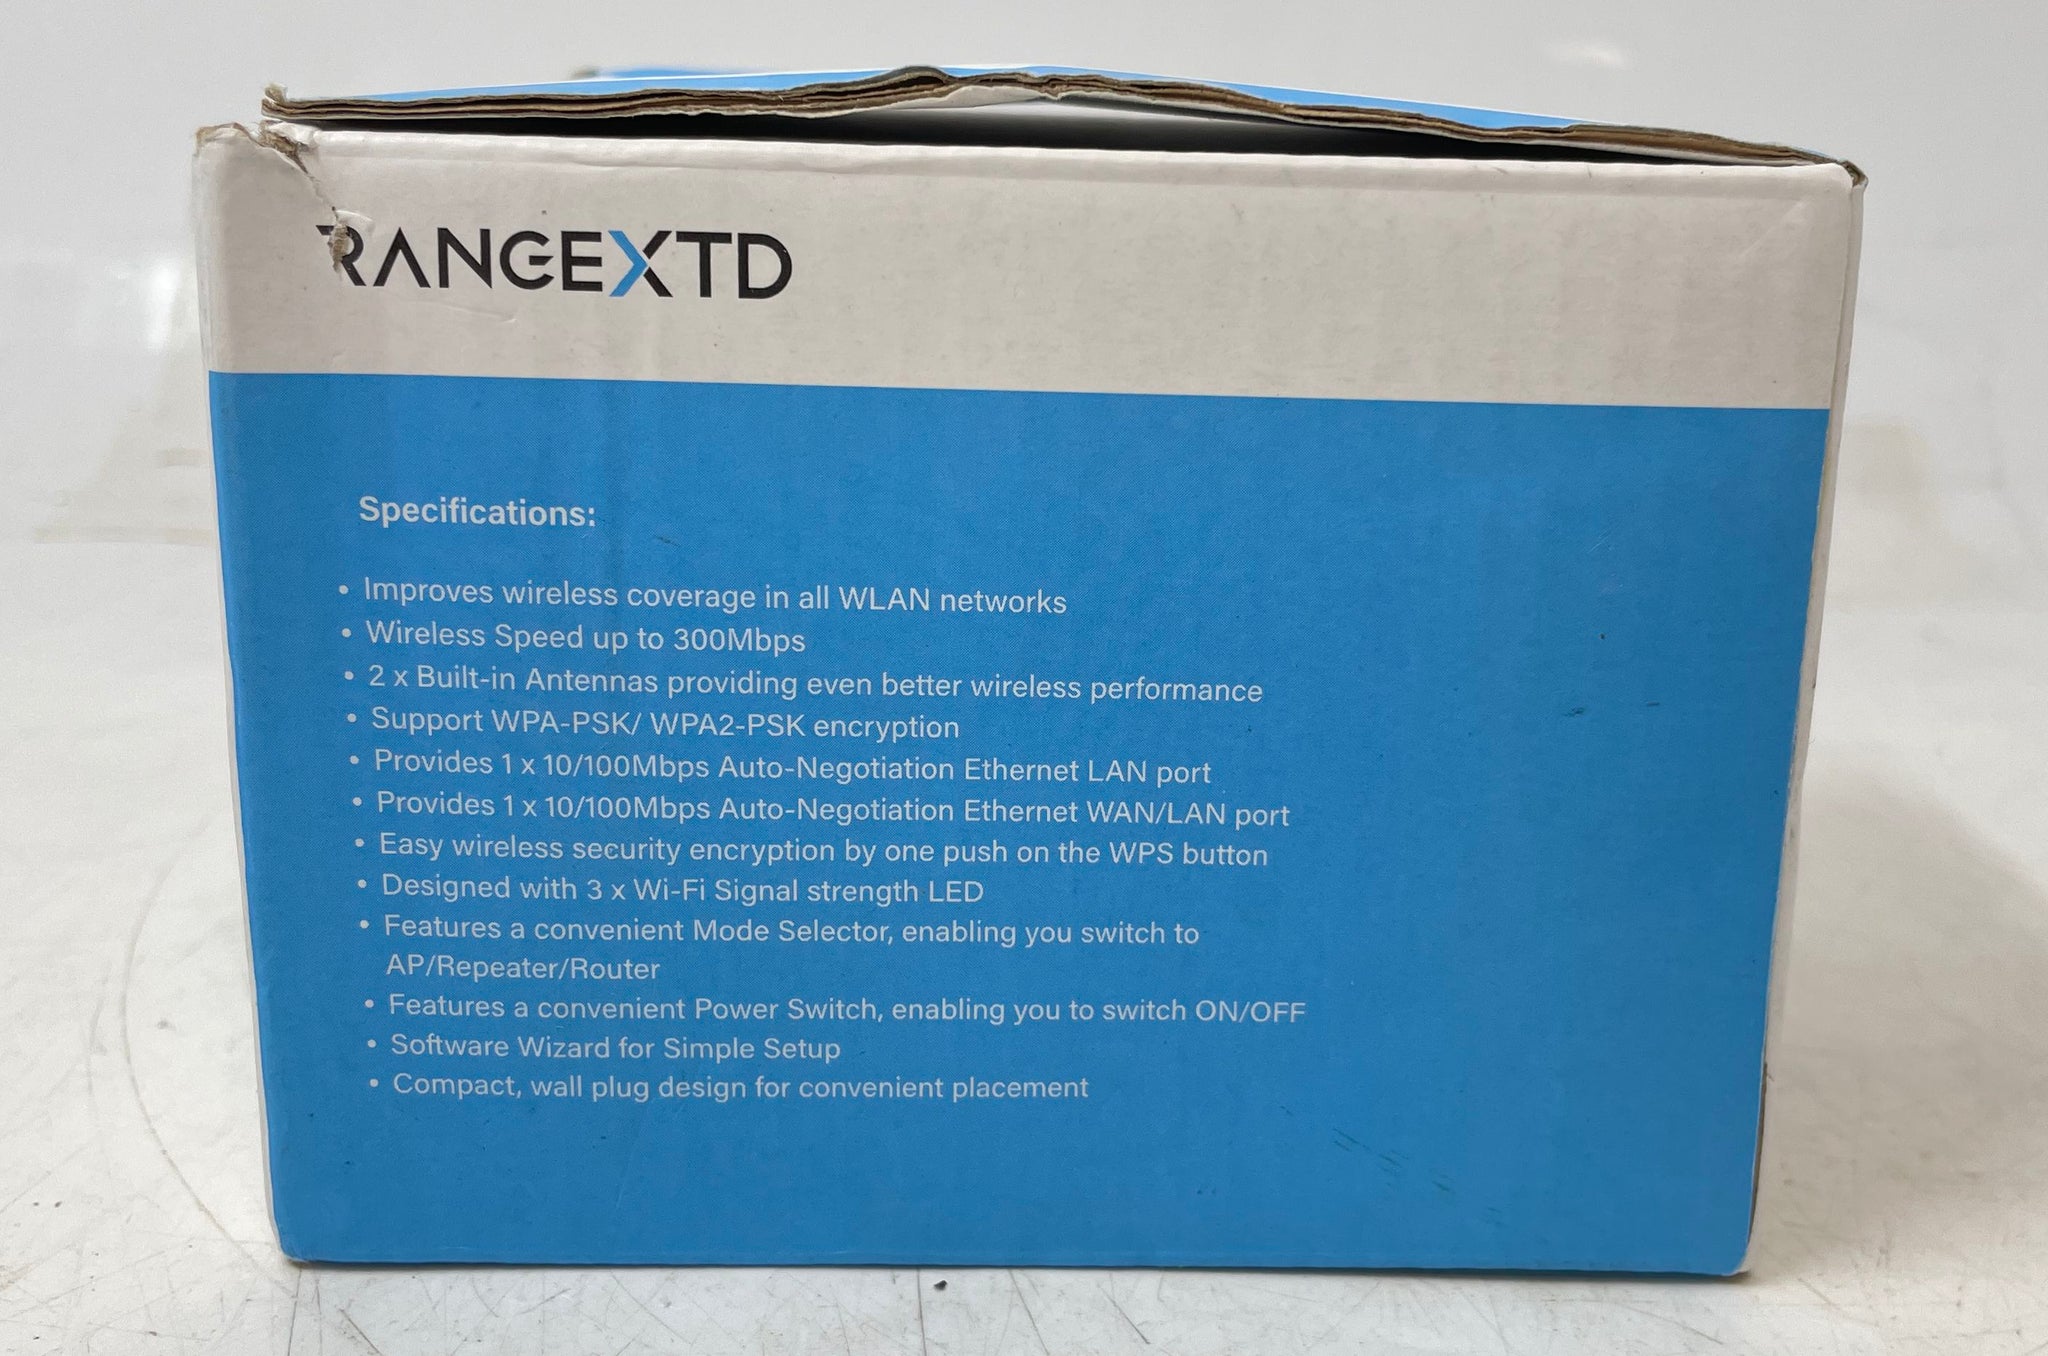 RANGEXTD
Specifications:
• Improves wireless coverage in all WLAN networks
• Wireless Speed up to 300Mbps
• 2 x Built-in Antennas providing even better wireless performance
• Support WPA-PSK/ WPA2-PSK encryption
• Provides 1 x 10/100Mbps Auto-Negotiation Ethernet LAN port
• Provides 1 x 10/100Mbps Auto-Negotiation Ethernet WAN/LAN port
• Easy wireless security encryption by one push on the WPS button
• Designed with 3 x Wi-Fi Signal strength LED
• Features a convenient Mode Selector, enabling you switch to
AP/Repeater/Router
• Features a convenient Power Switch, enabling you to switch ON/OFF
• Software Wizard for Simple Setup
• Compact, wall plug design for convenient placement